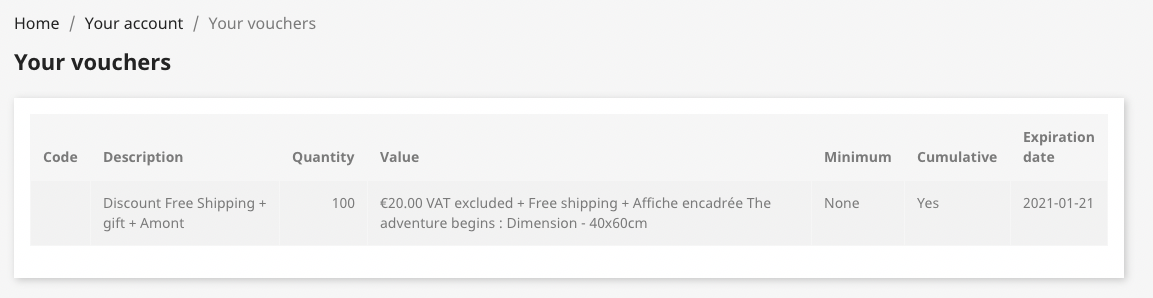 Home / Your account / Your vouchers
Your vouchers
Code Description Quantity Value Minimum Cumulative Expiration
date
Discount Free Shipping + 100 €20.00 VAT excluded + Free shipping + Affiche encadrée The None Yes 2021-01-21
gift + Amont adventure begins : Dimension - 40x60cm